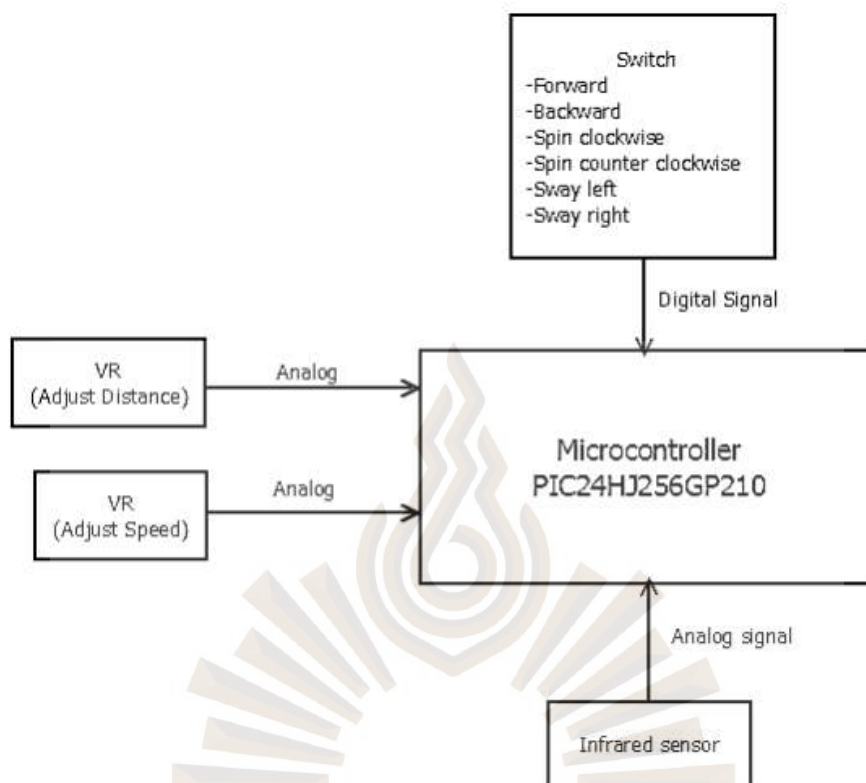 Switch
-Forward
-Backward
-Spin clockwise
-Spin counter clockwise
-Sway left
-Sway right
Digital Signal
VR
(Adjust Distance)
Analog
Microcontroller
PIC24HJ256GP210
VR
(Adjust Speed)
Analog
Analog signal
Infrared sensor